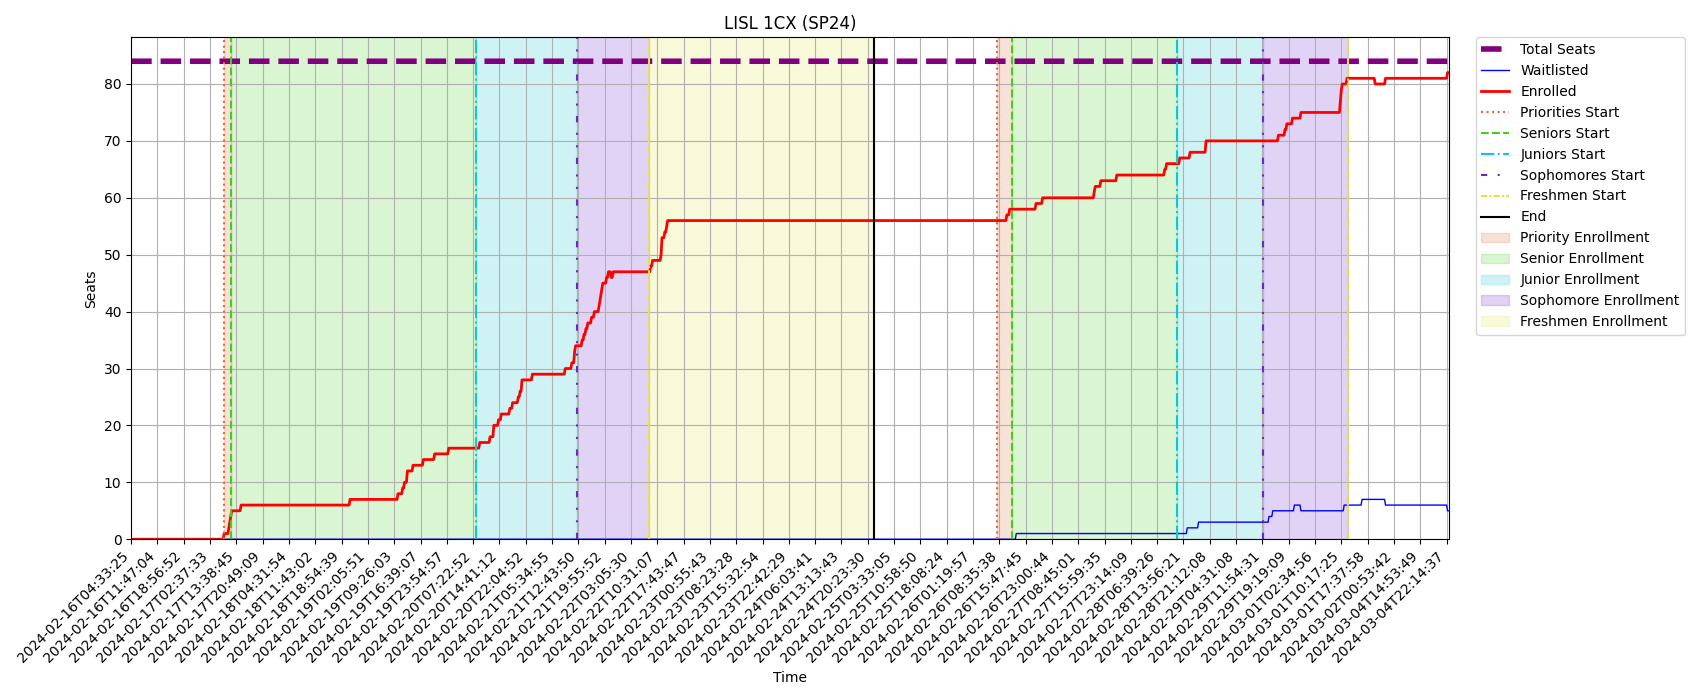 LISL 1CX (SP24)
Seats
80
70
60
50
40
30
20
10
0
2024-02-16T04:33:25
2024-02-16T11:47:04
2024-02-16T18:56:52
2024-02-17T02:37:33
2024-02-17T13:38:45
2024-02-17T20:49:09
2024-02-18T04:31:54
2024-02-18T11:43:02
2024-02-18T18:54:39
2024-02-19T02:05:51
2024-02-19T09:26:03
2024-02-19T16:39:07
2024-02-19T23:54:57
2024-02-20T07:22:52
2024-02-20T14:41:12
2024-02-20T22:04:52
2024-02-21T05:34:55
2024-02-21T12:43:50
2024-02-21T19:55:52
2024-02-22T03:05:30
2024-02-22T10:31:07
2024-02-22T17:43:47
2024-02-23T00:55:43
2024-02-23T08:23:28
2024-02-23T15:32:54
2024-02-23T22:42:29
2024-02-24T06:03:41
2024-02-24T13:13:43
2024-02-24T20:23:30
2024-02-25T03:33:05
2024-02-25T10:58:50
2024-02-25T18:08:24
2024-02-26T01:19:57
2024-02-26T08:35:38
2024-02-26T15:47:45
2024-02-26T23:00:44
2024-02-27T08:45:01
2024-02-27T15:59:35
2024-02-27T23:14:09
2024-02-28T06:39:26
2024-02-28T13:56:21
2024-02-28T21:12:08
2024-02-29T04:31:08
2024-02-29T11:54:31
2024-02-29T19:19:09
2024-03-01T02:34:56
2024-03-01T10:17:25
2024-03-01T17:37:58
2024-03-02T00:53:42
2024-03-04T14:53:49
2024-03-04T22:14:37
Time
Total Seats
Waitlisted
Enrolled
Priorities Start
Seniors Start
Juniors Start
Sophomores Start
Freshmen Start
End
Priority Enrollment
Senior Enrollment
Junior Enrollment
Sophomore Enrollment
Freshmen Enrollment